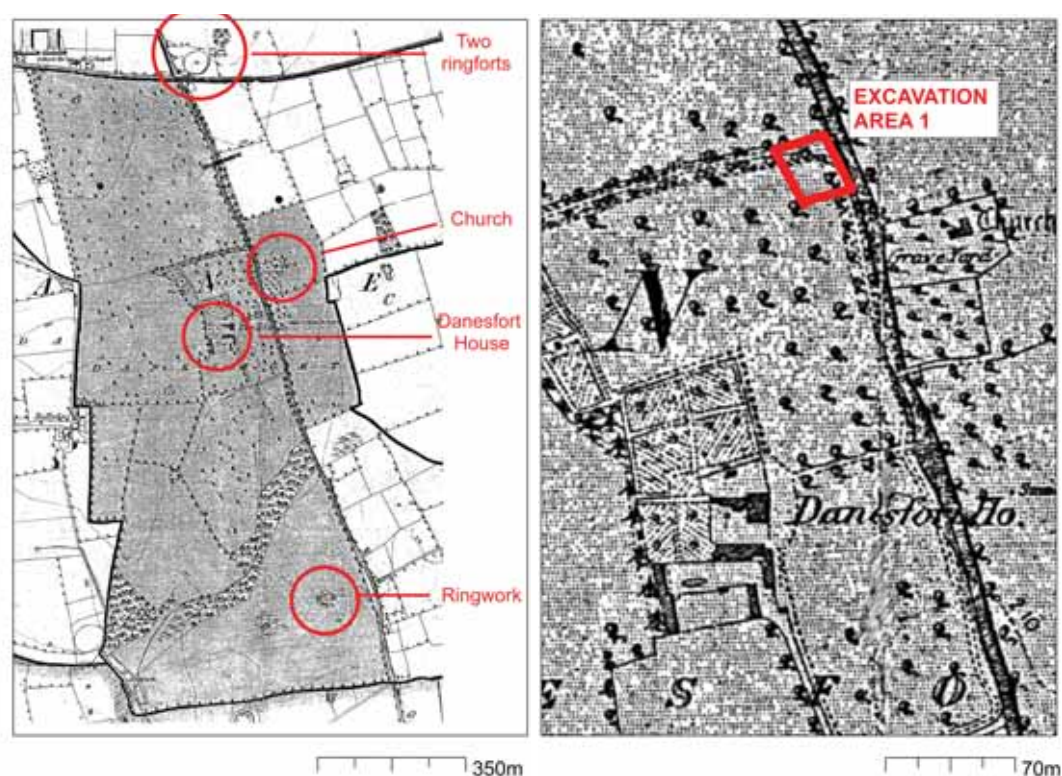 Two
ringforts
Church
Danesfort
House
Ringwork
350m
EXCAVATION
AREA 1
Church
Grave Yard
Danesfort Ho.
E S F O
70m